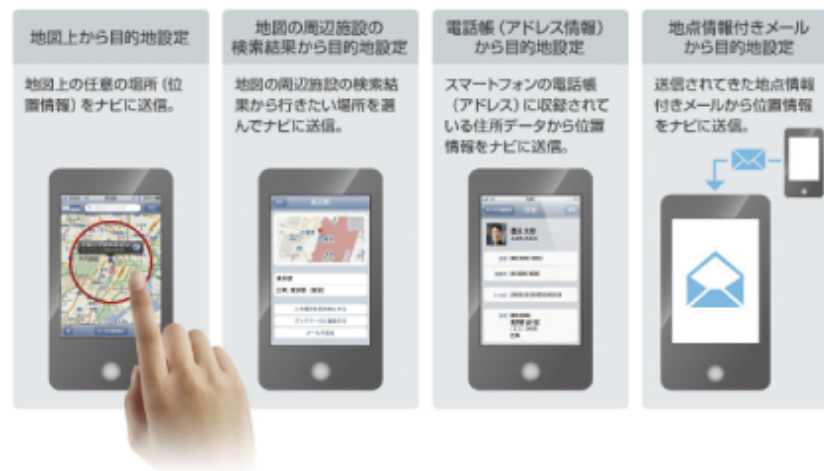 地図上から目的地設定
地図上の任意の場所(位
置情報)をナビに送信。
地図の周辺施設の
検索結果から目的地設定
地図の周辺施設の検索結
果から行きたい場所を選
んでナビに送信。
電話帳(アドレス情報)
から目的地設定
スマートフォンの電話帳
(アドレス)に収録されて
いる住所データから位置
情報をナビに送信。
地点情報付きメール
から目的地設定
送信されてきた地点情報
付きメールから位置情報
をナビに送信。